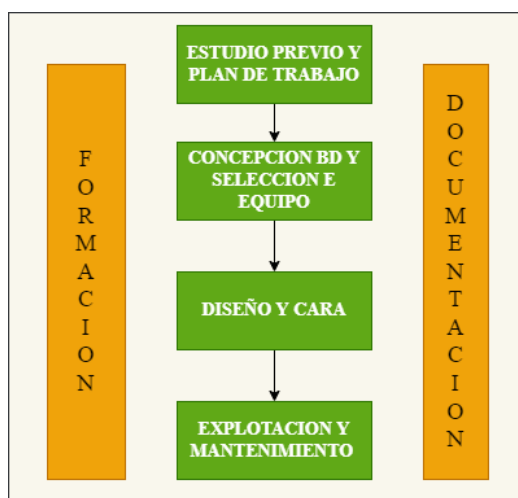 ESTUDIO PREVIO Y
PLAN DE TRABAJO
FORMACION
DOCUMENTACION
CONCEPCION BD Y
SELECCION E
EQUIPO
DISEÑO Y CARA
EXPLOTACION Y
MANTENIMIENTO